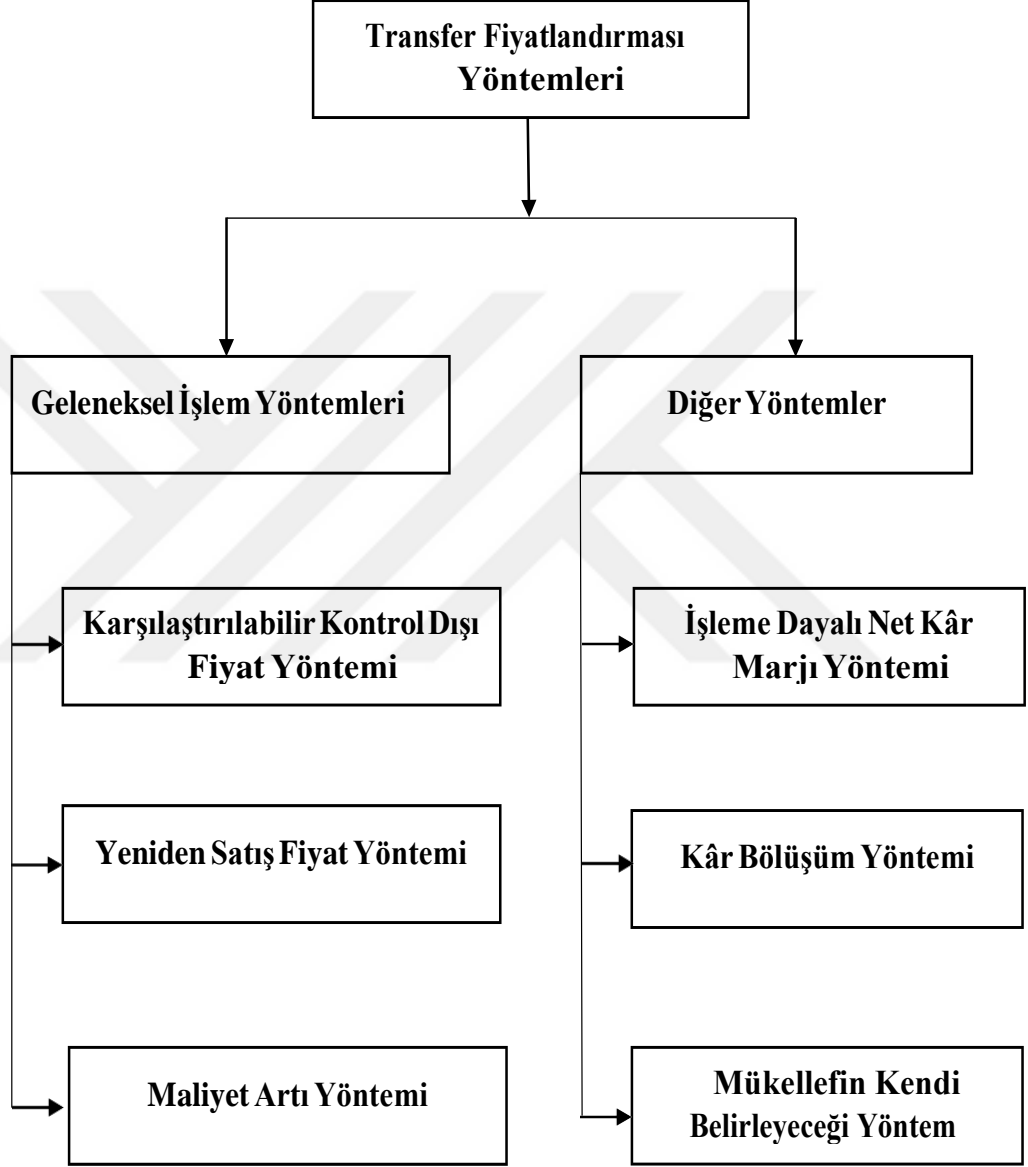 Transfer Fiyatlandırması
Yöntemleri
Geleneksel İşlem Yöntemleri
Diğer Yöntemler
Karşılaştırılabilir Kontrol Dışı
Fiyat Yöntemi
İşleme Dayalı Net Kâr
Marjı Yöntemi
Yeniden Satış Fiyat Yöntemi
Kâr Bölüşüm Yöntemi
Maliyet Artı Yöntemi
Mükellefin Kendi
Belirleyeceği Yöntem